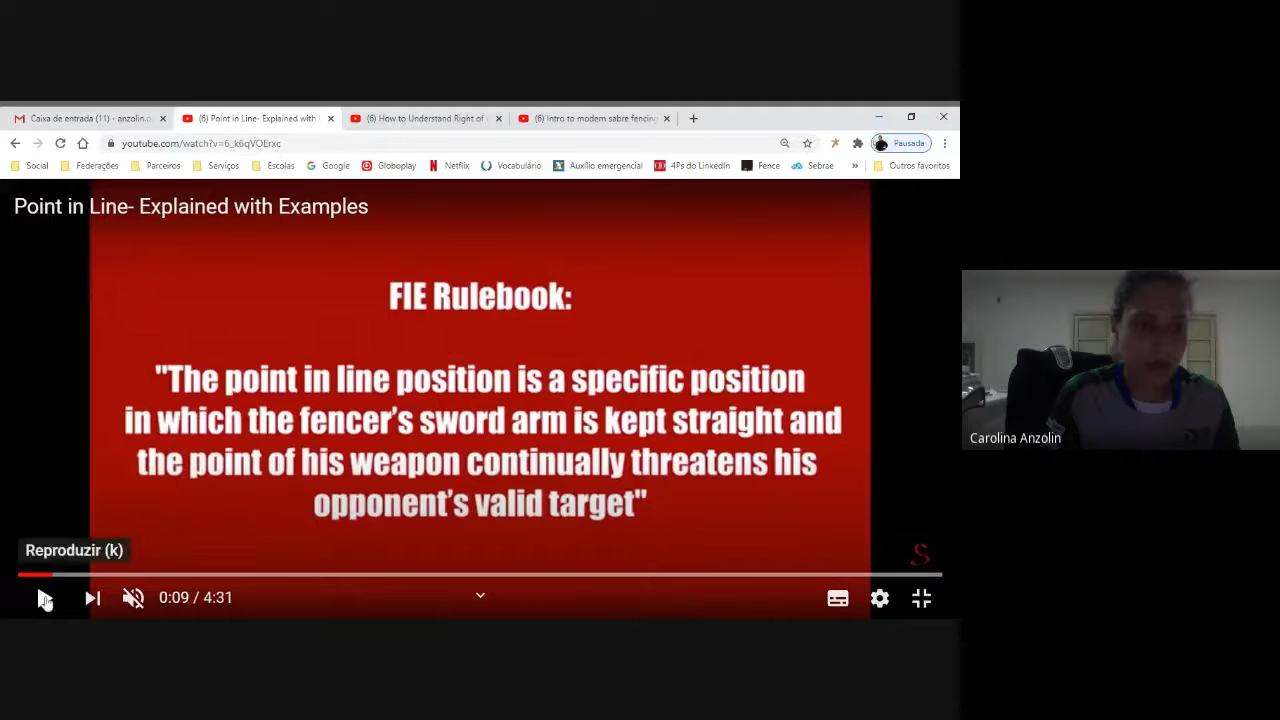 Caixa de entrada (11) - anzolin.o
(6) Point in Line- Explained with
(6) How to Understand Right of
(6) Intro to modern sabre fencing
youtube.com/watch?v=6_k6qVOErxc
Pausada
Social
Federações
Parceiros
Serviços
Escolas
Google
Globoplay
Netflix
Vocabulário
Auxílio emergencial
4Ps do LinkedIn
Fence
Sebrae
»
Outros favoritos
Point in Line- Explained with Examples
FIE Rulebook:
"The point in line position is a specific position
in which the fencer's sword arm is kept straight and
the point of his weapon continually threatens his
opponent's valid target"
Reproduzir (k)
S
0:09 / 4:31
Carolina Anzolin